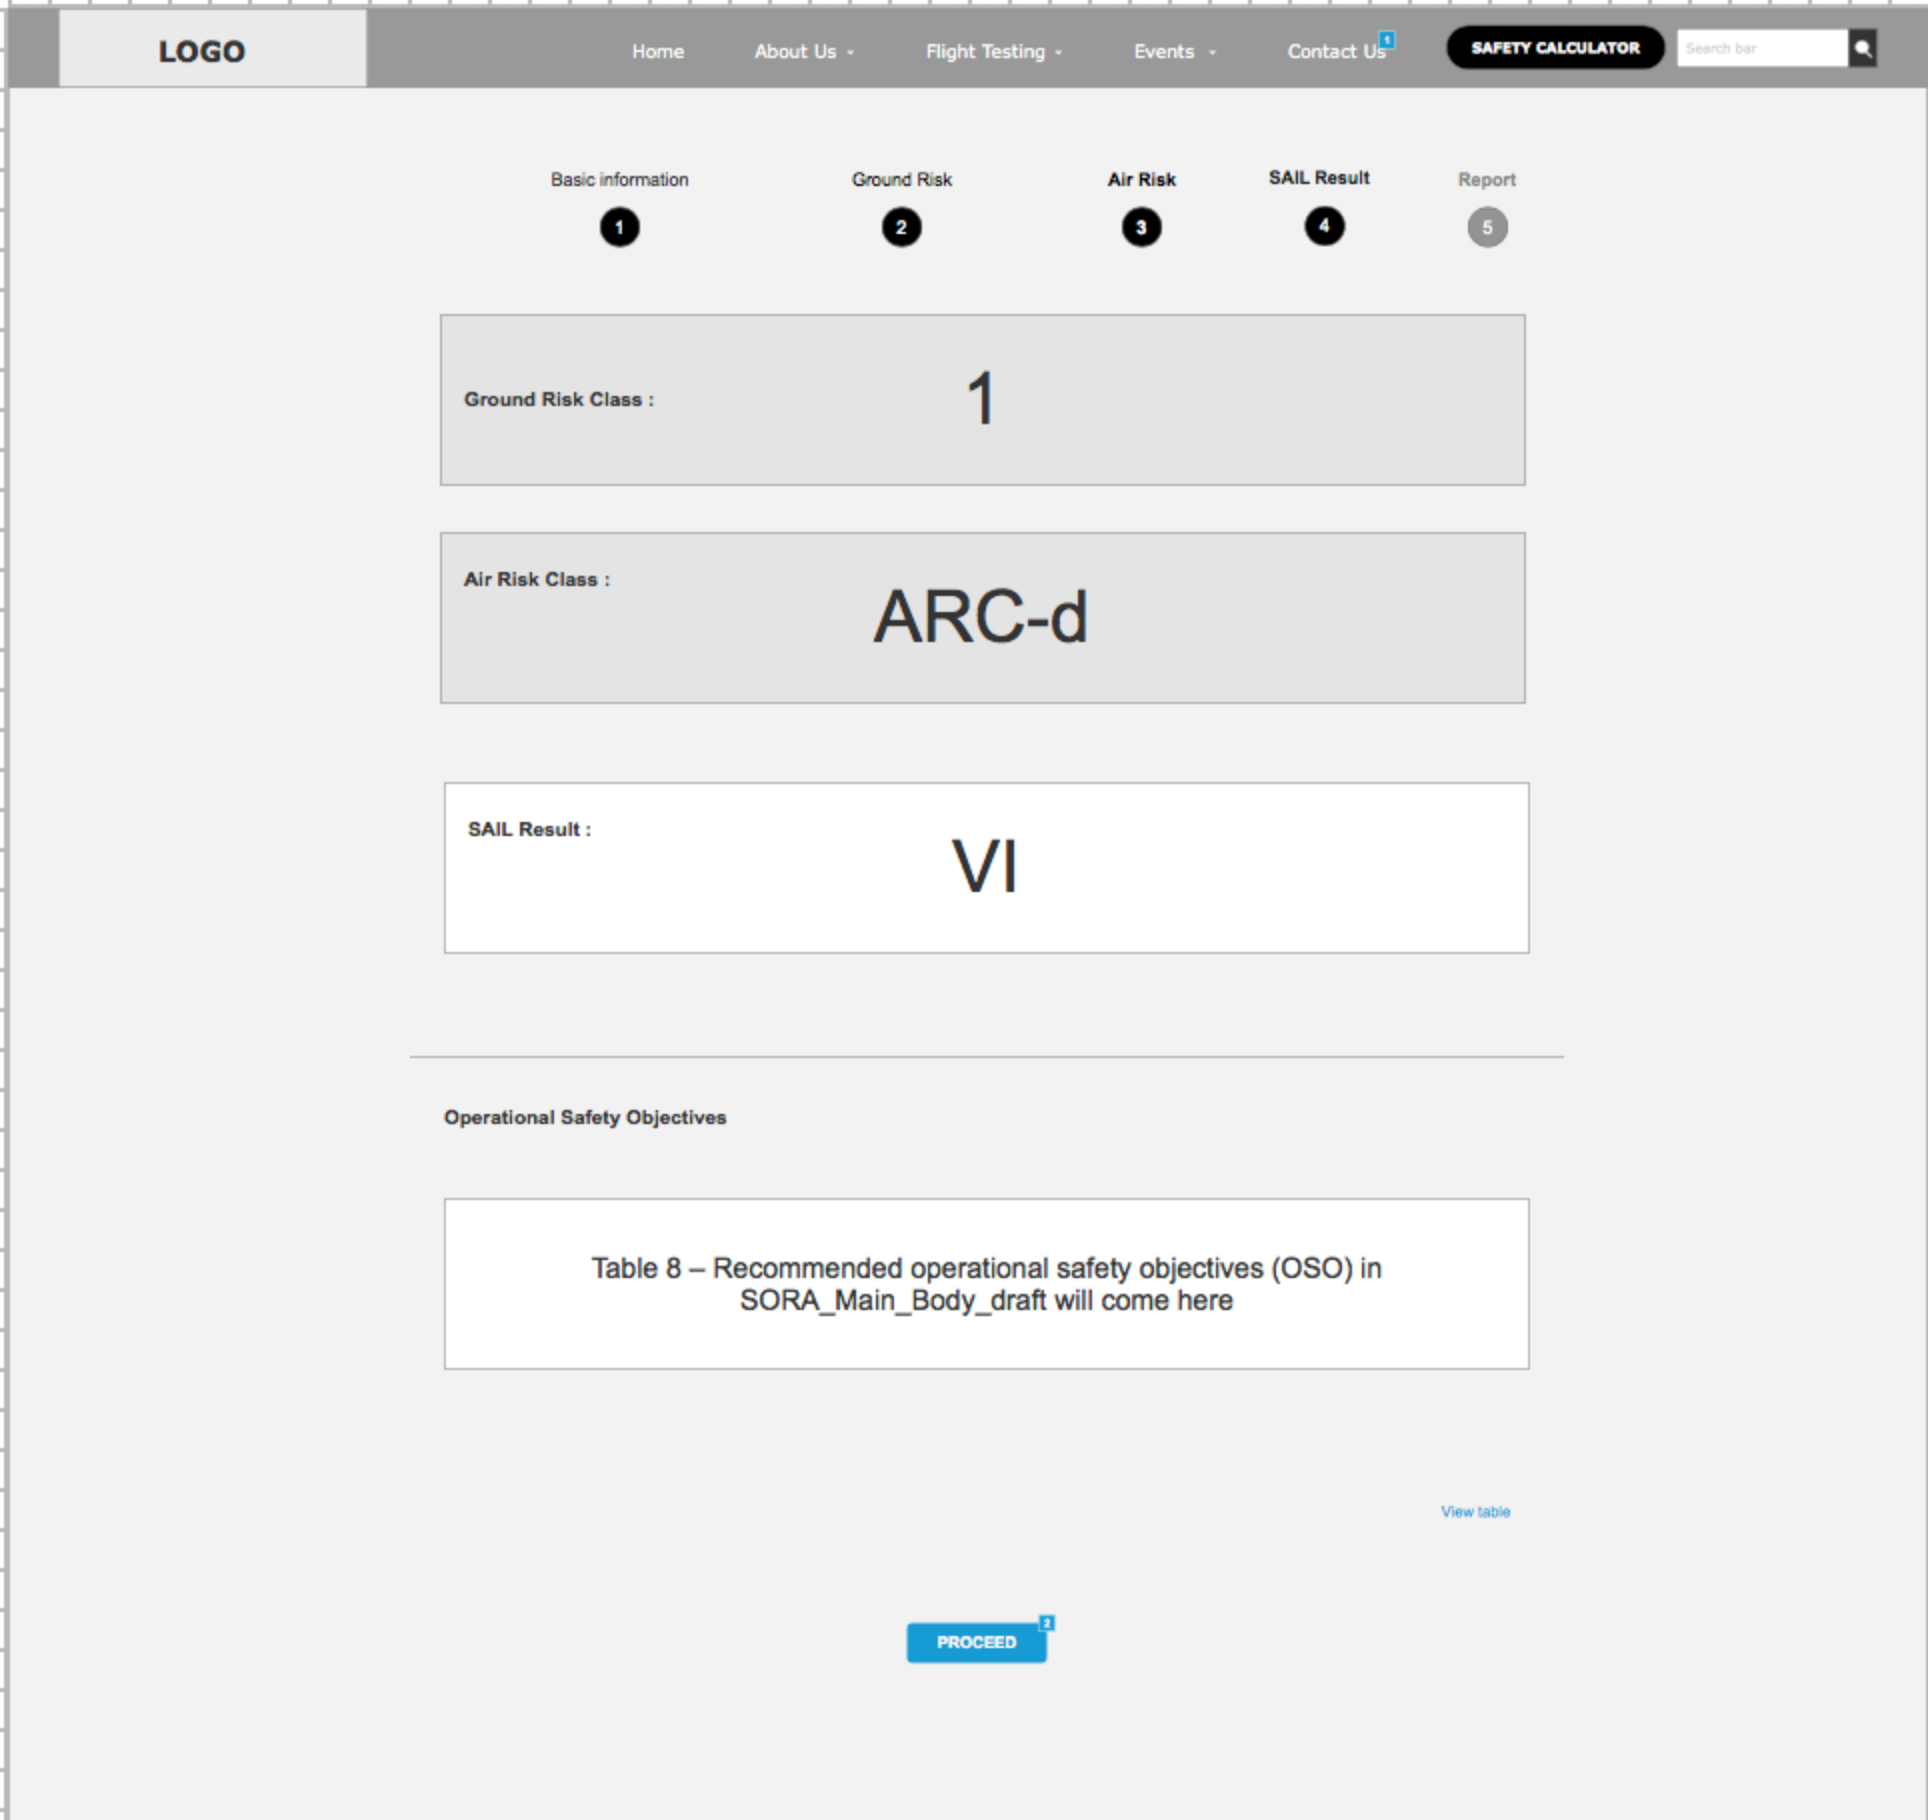 LOGO
Home
About Us
Flight Testing
Events
Contact Us
1
SAFETY CALCULATOR
Search bar
Basic information
Ground Risk
Air Risk
SAIL Result
Report
1
2
3
4
5
Ground Risk Class :
1
Air Risk Class :
ARC-d
SAIL Result :
VI
Operational Safety Objectives
Table 8 – Recommended operational safety objectives (OSO) in
SORA_Main_Body_draft will come here
View table
PROCEED
2